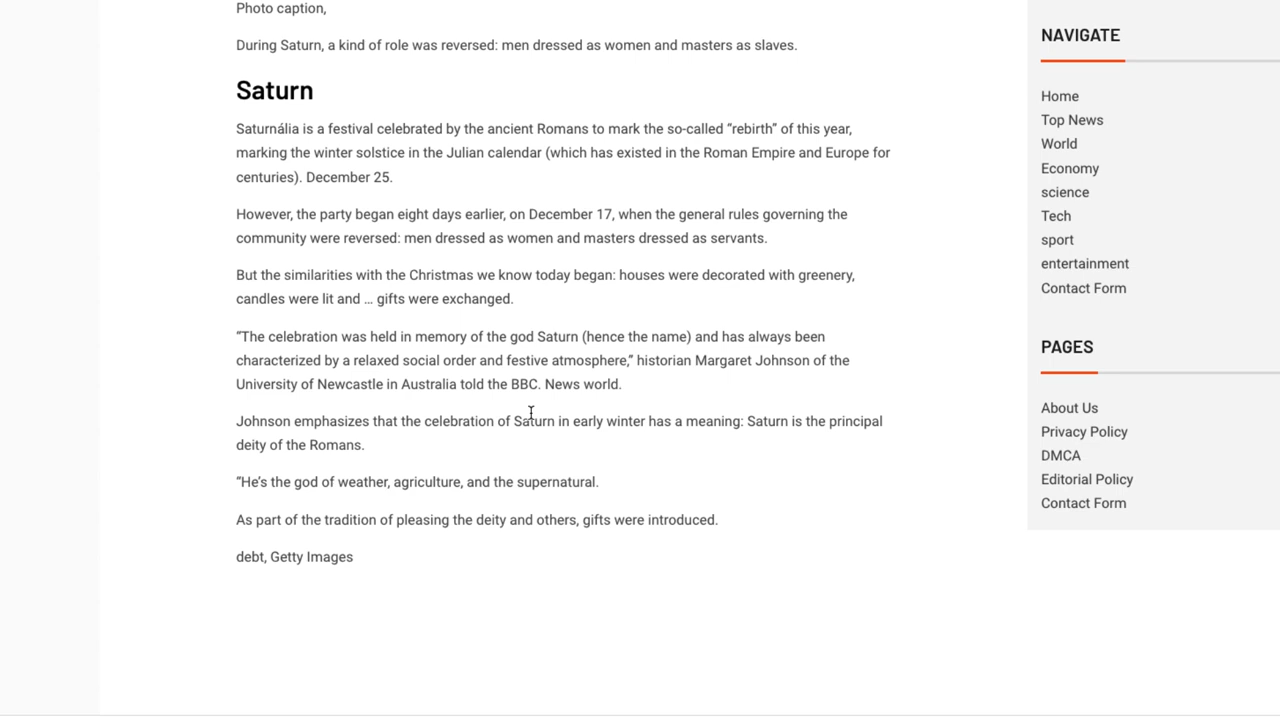 Photo caption,
During Saturn, a kind of role was reversed: men dressed as women and masters as slaves.
Saturn
Saturnália is a festival celebrated by the ancient Romans to mark the so-called “rebirth” of this year,
marking the winter solstice in the Julian calendar (which has existed in the Roman Empire and Europe for
centuries). December 25.
However, the party began eight days earlier, on December 17, when the general rules governing the
community were reversed: men dressed as women and masters dressed as servants.
But the similarities with the Christmas we know today began: houses were decorated with greenery,
candles were lit and … gifts were exchanged.
“The celebration was held in memory of the god Saturn (hence the name) and has always been
characterized by a relaxed social order and festive atmosphere,” historian Margaret Johnson of the
University of Newcastle in Australia told the BBC. News world.
Johnson emphasizes that the celebration of Saturn in early winter has a meaning: Saturn is the principal
deity of the Romans.
“He’s the god of weather, agriculture, and the supernatural.
As part of the tradition of pleasing the deity and others, gifts were introduced.
debt, Getty Images
NAVIGATE
Home
Top News
World
Economy
science
Tech
sport
entertainment
Contact Form
PAGES
About Us
Privacy Policy
DMCA
Editorial Policy
Contact Form